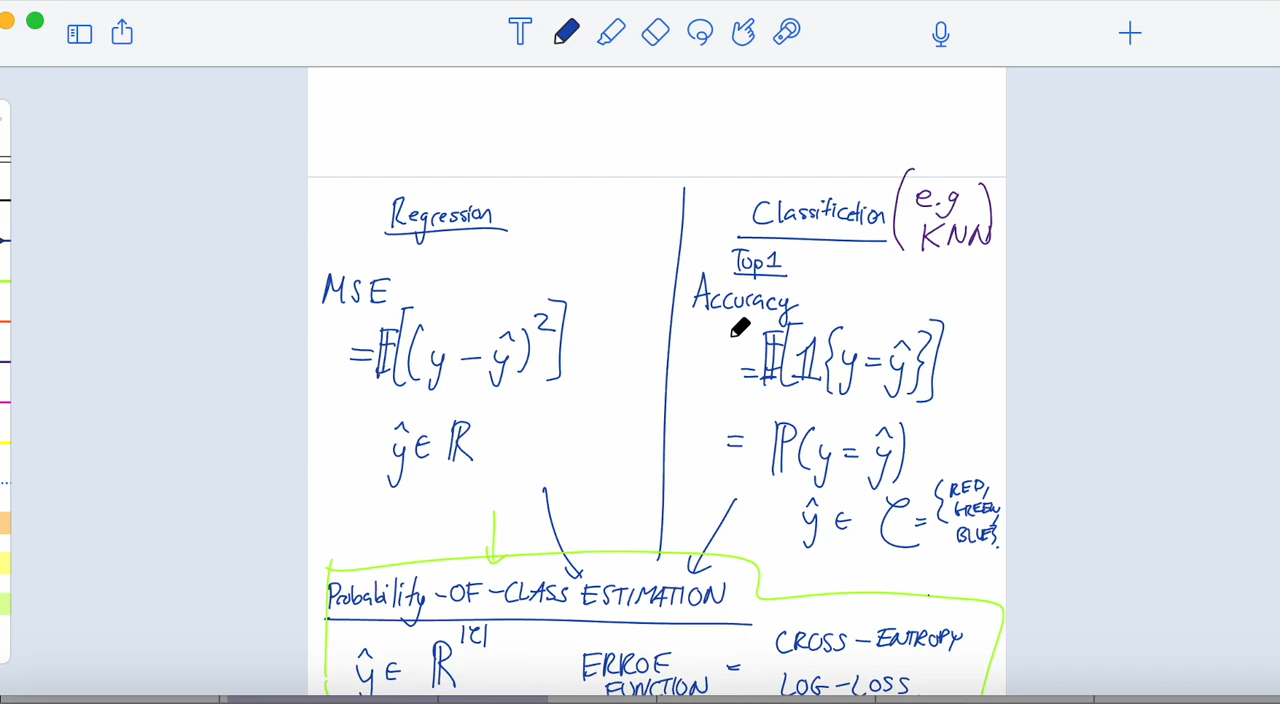 Regression
MSE
= 𝔼[(y − ŷ)²]
ŷ ∈ ℝ
Classification
(e.g
KNN)
Top1
Accuracy
= 𝔼[𝟙{y = ŷ}]
= ℙ(y = ŷ)
ŷ ∈ C = {RED,
GREEN,
BLUE}.
Probability-OF-CLASS ESTIMATION
ŷ ∈ ℝ^|C|
ERROE
FUNCTION
=
CROSS-ENTROPY
LOG-LOSS